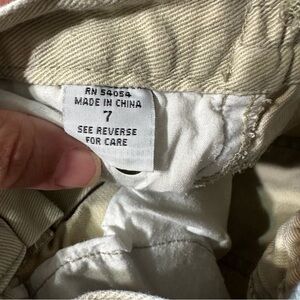 RN 54054
MADE IN CHINA
7
SEE REVERSE
FOR CARE